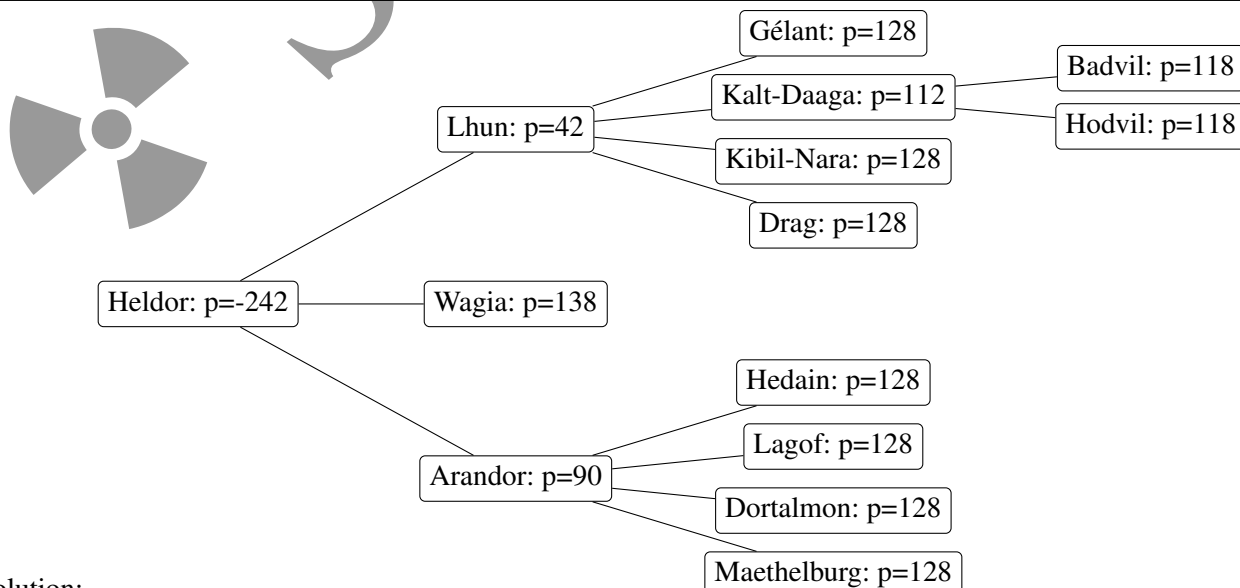 Gélant: p=128
Badvil: p=118
Kalt-Daaga: p=112
Lhun: p=42
Hodvil: p=118
Kibil-Nara: p=128
Drag: p=128
Heldor: p=-242
Wagia: p=138
Hedain: p=128
Lagof: p=128
Arandor: p=90
Dortalmon: p=128
Maethelburg: p=128